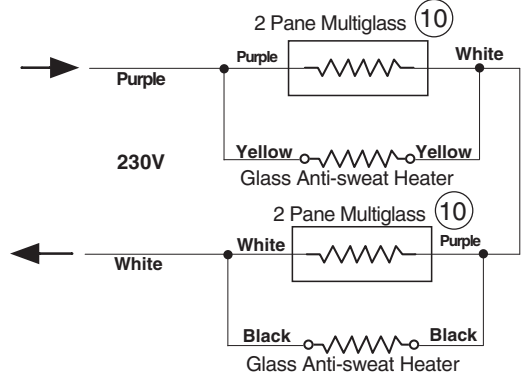 2 Pane Multiglass 10
Purple
White
Purple
230V
Yellow
Yellow
Glass Anti-sweat Heater
2 Pane Multiglass 10
White
Purple
White
Black
Black
Glass Anti-sweat Heater